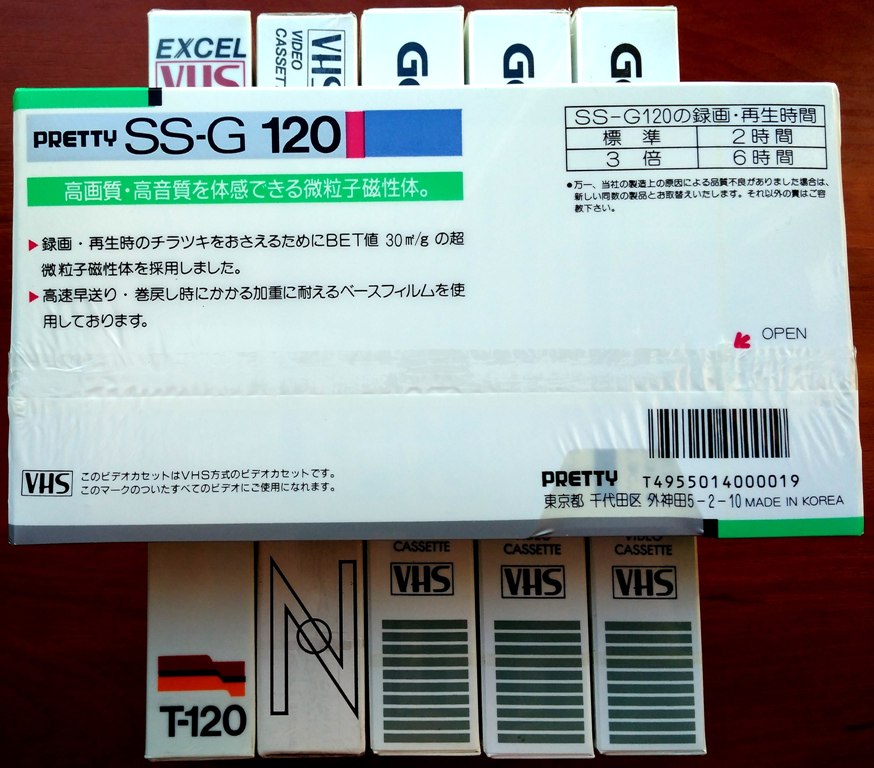 EXCEL
VHS
VIDEO
CASSETT
VHS
PRETTY SS-G 120
高画質・高音質を体感できる微粒子磁性体。
▶録画・再生時のチラツキをおさえるためにBET値 30㎡/g の超
微粒子磁性体を採用しました。
▶高速早送り・巻戻し時にかかる加重に耐えるベースフィルムを使
用しております。
SS-G120の録画・再生時間
標準 2時間
3倍 6時間
●万一、当社の製造上の原因による品質不良がありました場合は、
新しい同数の製品とお取替えいたします。それ以外の責はご容
赦下さい。
OPEN
VHS
このビデオカセットはVHS方式のビデオカセットです。
このマークのついたすべてのビデオにご使用になれます。
PRETTY T4955014000019
東京都 千代田区 外神田5-2-10 MADE IN KOREA
T-120
N
CASSETTE
VHS
CASSETTE
VHS
VIDEO
CASSETTE
VHS